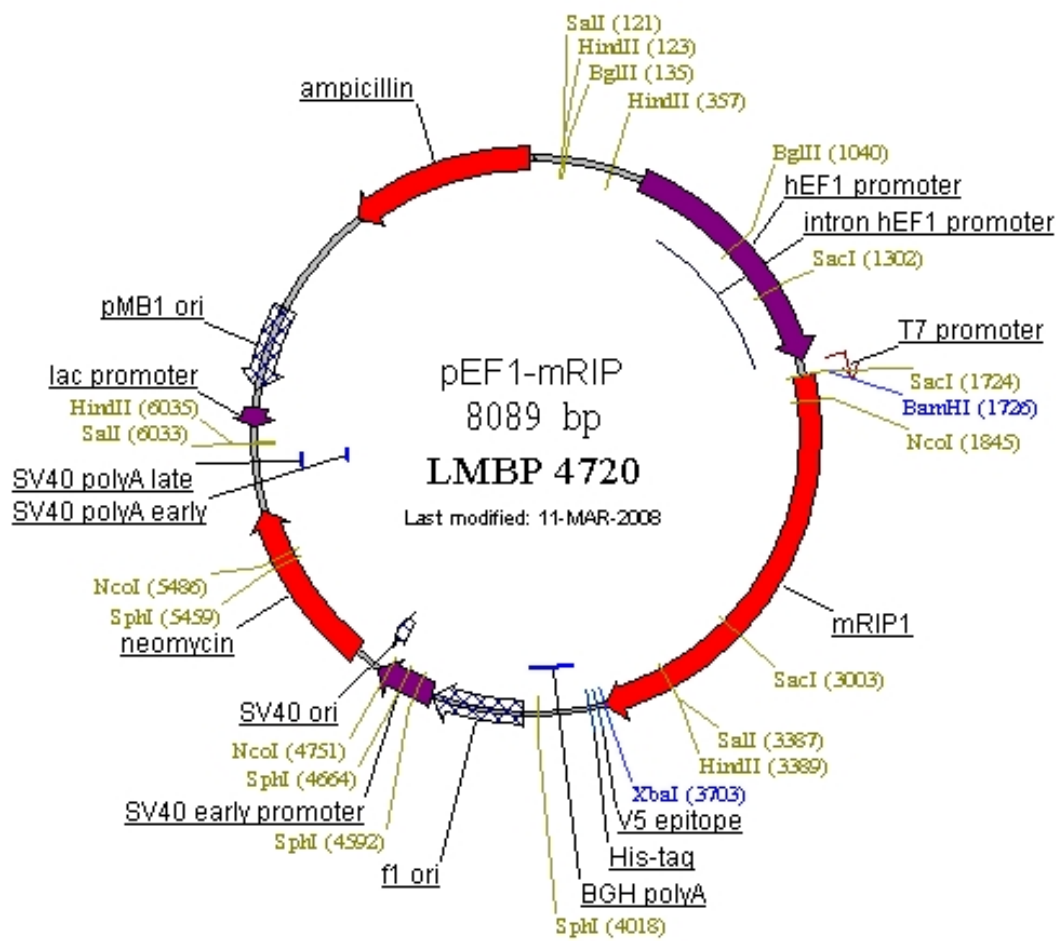 SalI (121)
HindII (123)
BglII (135)
HindII (357)
ampicillin
BglII (1040)
hEF1 promoter
intron hEF1 promoter
SacI (1302)
pMB1 ori
T7 promoter
lac promoter
SacI (1724)
HindII (6035)
BamHI (1726)
SalI (6033)
NcoI (1845)
pEF1-mRIP
8089 bp
LMBP 4720
Last modified: 11-MAR-2008
SV40 polyA late
SV40 polyA early
NcoI (5486)
SphI (5459)
neomycin
mRIP1
SacI (3003)
SV40 ori
SalI (3387)
NcoI (4751)
HindII (3389)
SphI (4664)
XbaI (3703)
SV40 early promoter
V5 epitope
SphI (4592)
His-tag
f1 ori
BGH polyA
SphI (4018)